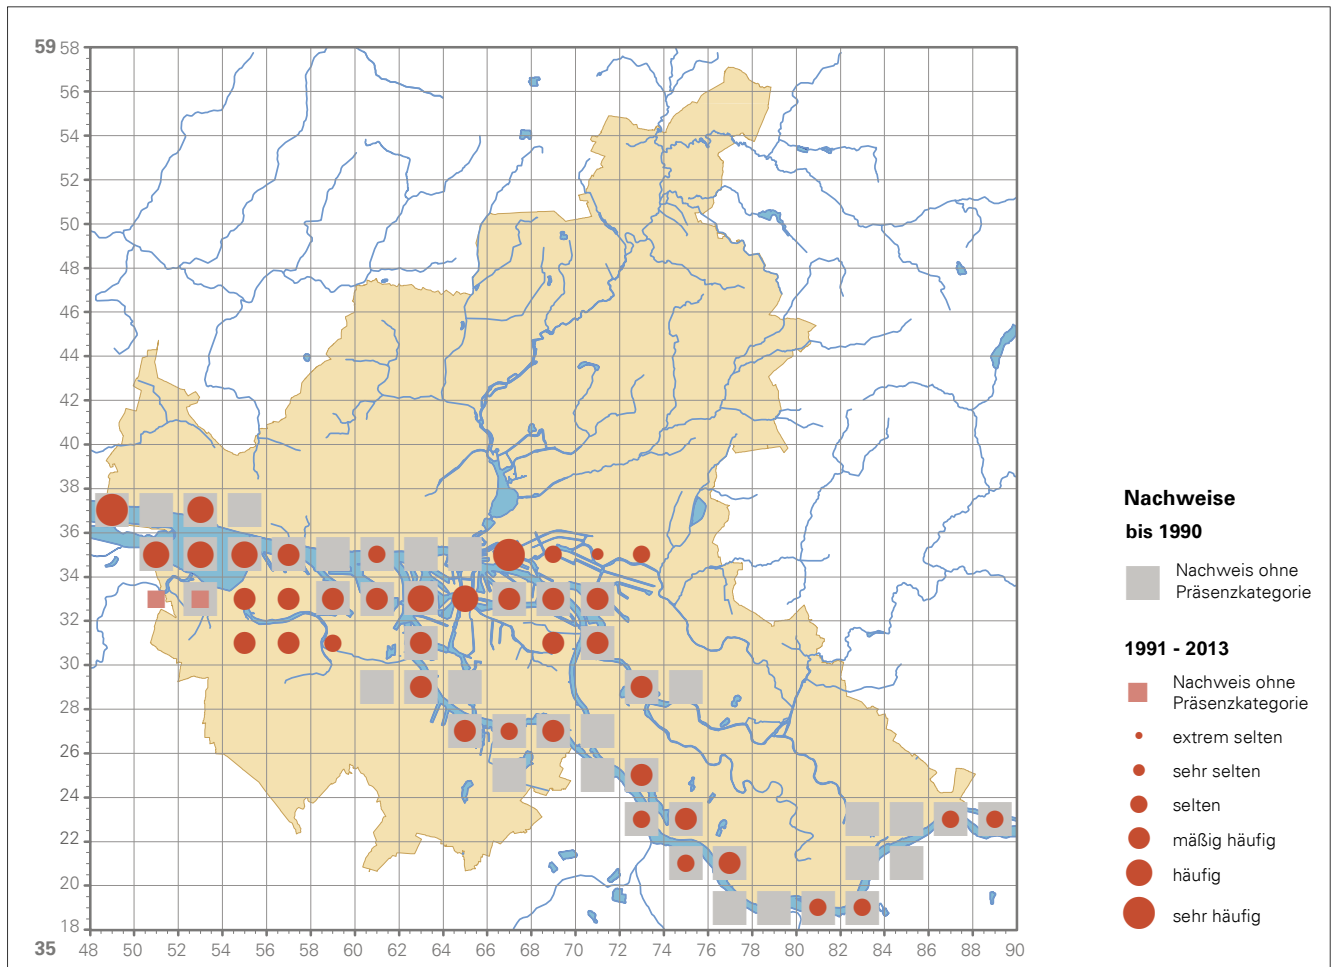 59 58
56
54
52
50
48
46
44
42
40
38
36
34
32
30
28
26
24
22
20
18
35
48 50 52 54 56 58 60 62 64 66 68 70 72 74 76 78 80 82 84 86 88 90
Nachweise
bis 1990
Nachweis ohne
Präsenzkategorie
1991 - 2013
Nachweis ohne
Präsenzkategorie
extrem selten
sehr selten
selten
mäßig häufig
häufig
sehr häufig